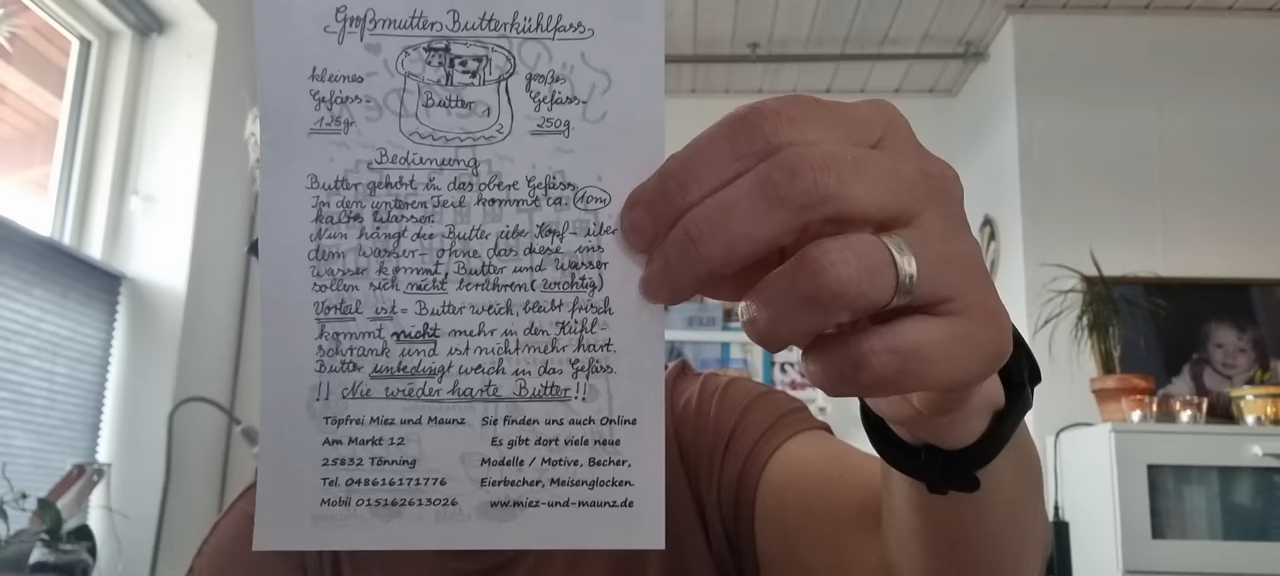 Großmutters Butterkühlfass
kleines
Gefäss-
125gr.
Butter
großes
Gefäss-
250g.
Bedienung
Butter gehört in das obere Gefäss,
In den unteren Teil kommt ca.
kaltes Wasser.
Nun hängt die Butter über Kopf - über
dem Wasser - ohne das diese ins
Wasser kommt, Butter und Wasser
sollen sich nicht berühren (wichtig)
Vorteil ist = Butter weich, bleibt frisch
kommt nicht mehr in den Kühl-
schrank und ist nicht mehr hart.
Butter unbedingt weich in das Gefäss.
!! Nie wieder harte Butter!!
Töpfrei Miez und Maunz
Am Markt 12
25832 Tönning
Tel. 048616171776
Mobil 015162613026
Sie finden uns auch Online
Es gibt dort viele neue
Modelle / Motive, Becher,
Eierbecher, Meisenglocken.
ww.miez-und-maunz.de